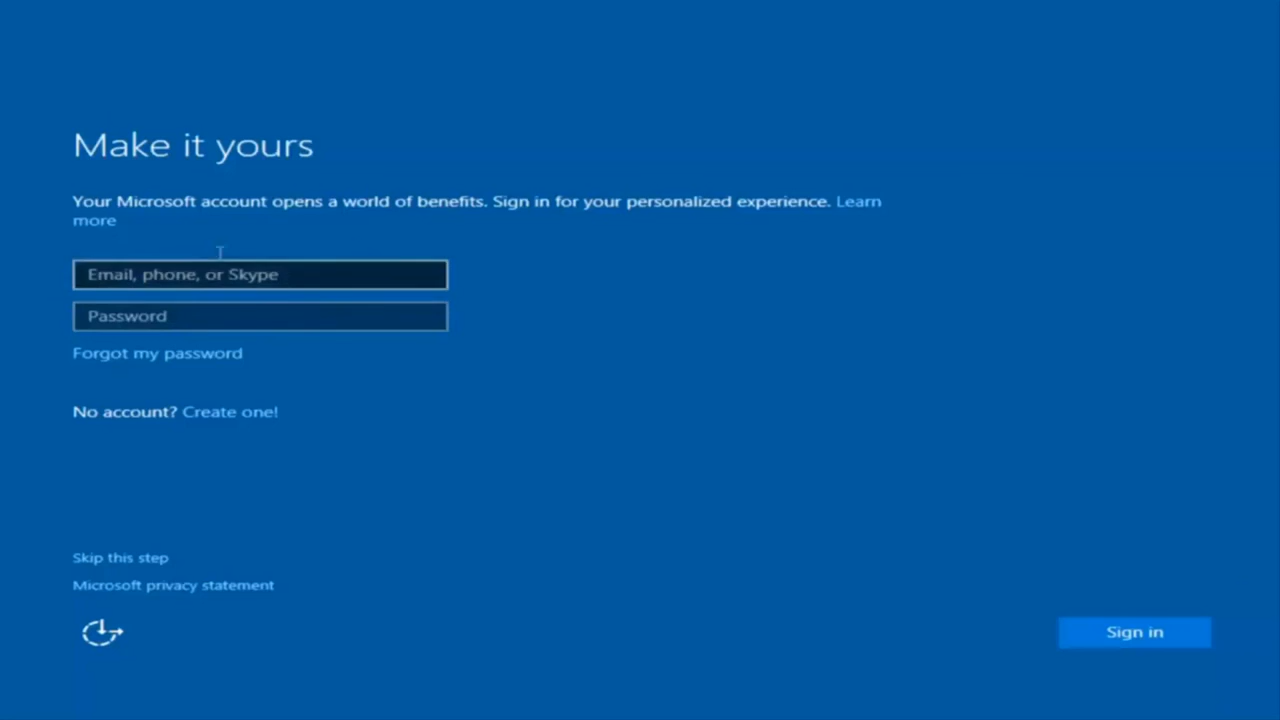 Make it yours
Your Microsoft account opens a world of benefits. Sign in for your personalized experience. Learn
more
Email, phone, or Skype
Password
Forgot my password
No account? Create one!
Skip this step
Microsoft privacy statement
Sign in